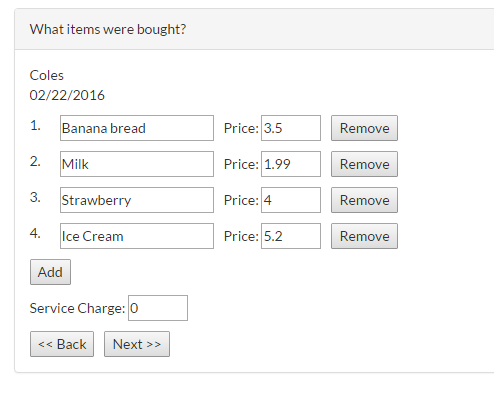 What items were bought?
Coles
02/22/2016
1. Banana bread Price: 3.5 Remove
2. Milk Price: 1.99 Remove
3. Strawberry Price: 4 Remove
4. Ice Cream Price: 5.2 Remove
Add
Service Charge: 0
<< Back Next >>